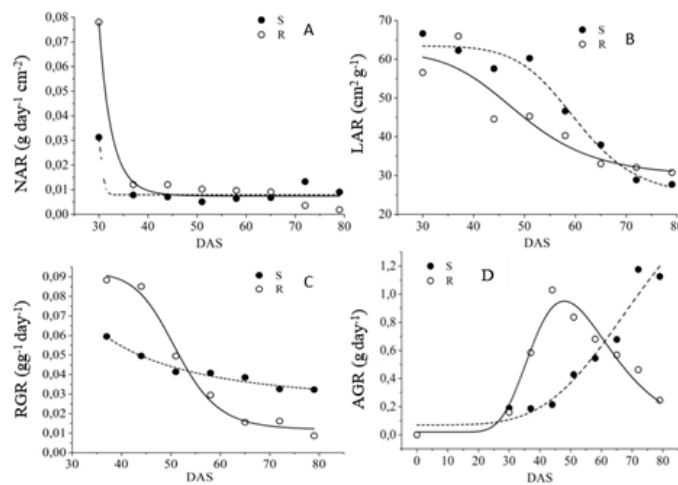 0,08
0,07
0,06
0,05
0,04
0,03
0,02
0,01
0,00
NAR (g day-1 cm-2)
S
R
A
30 40 50 60 70 80
DAS
70
60
50
40
30
20
LAR (cm2 g-1)
S
R
B
30 40 50 60 70 80
DAS
0,09
0,08
0,07
0,06
0,05
0,04
0,03
0,02
0,01
0,00
RGR (gg-1 day-1)
S
R
C
30 40 50 60 70 80
DAS
1,2
1,0
0,8
0,6
0,4
0,2
0,0
AGR (g day-1)
S
R
D
0 30 40 50 60 70 80
DAS